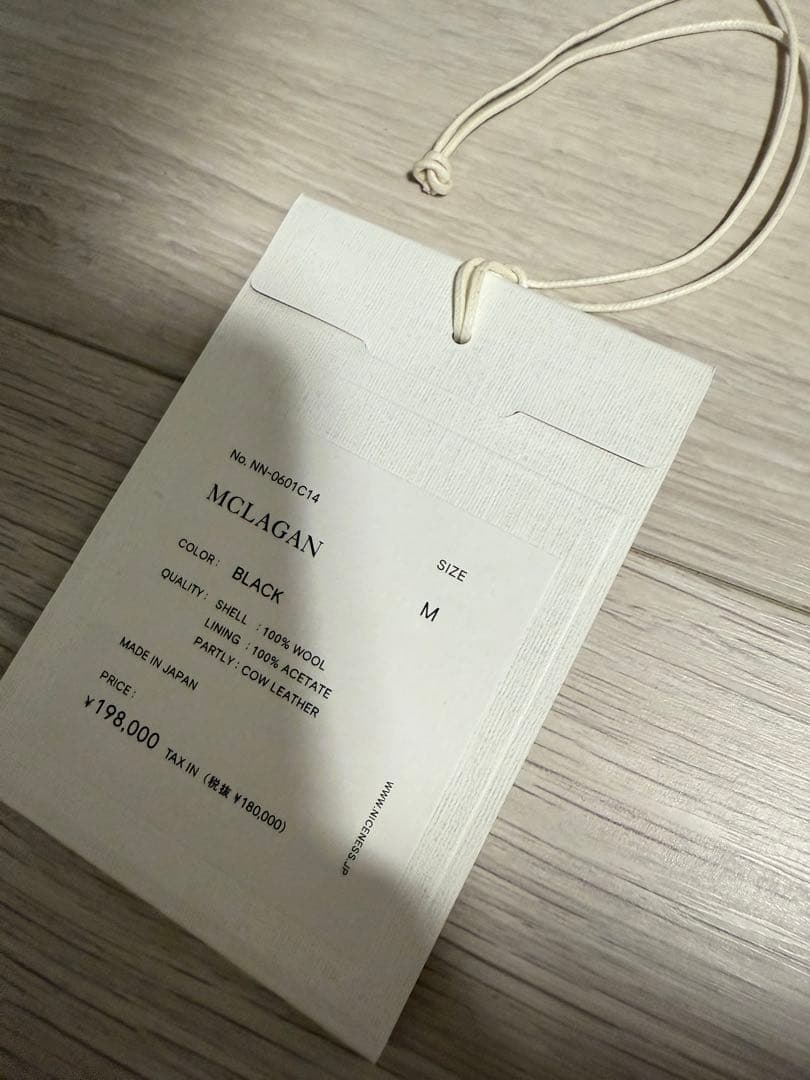 No. NN-0601C14
MCLAGAN
SIZE
COLOR : BLACK
M
QUALITY : SHELL : 100% WOOL
LINING : 100% ACETATE
PARTLY : COW LEATHER
MADE IN JAPAN
PRICE :
¥198,000 TAX IN (税抜 ¥180,000)
WWW.NICENESS.JP